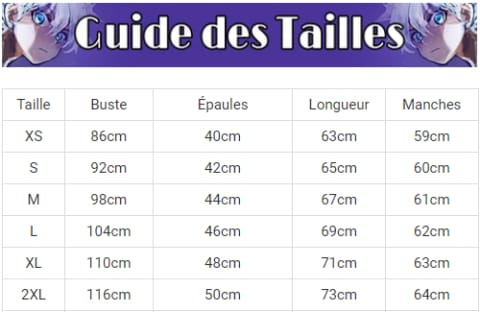 Guide des Tailles
Taille Buste Épaules Longueur Manches
XS 86cm 40cm 63cm 59cm
S 92cm 42cm 65cm 60cm
M 98cm 44cm 67cm 61cm
L 104cm 46cm 69cm 62cm
XL 110cm 48cm 71cm 63cm
2XL 116cm 50cm 73cm 64cm